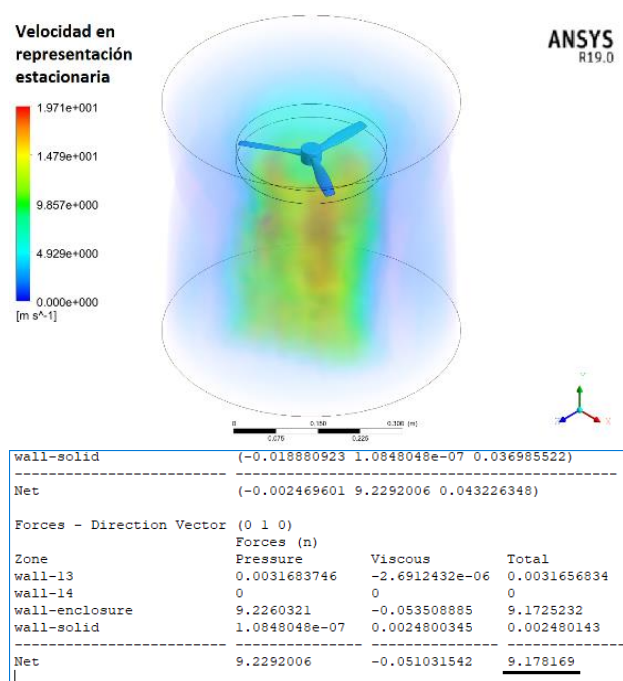 Velocidad en
representación
estacionaria
ANSYS
R19.0
1.971e+001
1.479e+001
9.857e+000
4.929e+000
0.000e+000
[m s^-1]
0 0.150 0.300 (m)
0.075 0.225
wall-solid (-0.018880923 1.0848048e-07 0.036985522)
------------------------- ----------------------------------------
Net (-0.002469601 9.2292006 0.043226348)
Forces - Direction Vector (0 1 0)
Forces (n)
Zone Pressure Viscous Total
wall-13 0.0031683746 -2.6912432e-06 0.0031656834
wall-14 0 0 0
wall-enclosure 9.2260321 -0.053508885 9.1725232
wall-solid 1.0848048e-07 0.0024800345 0.002480143
------------------------- -------------- -------------- --------------
Net 9.2292006 -0.051031542 9.178169